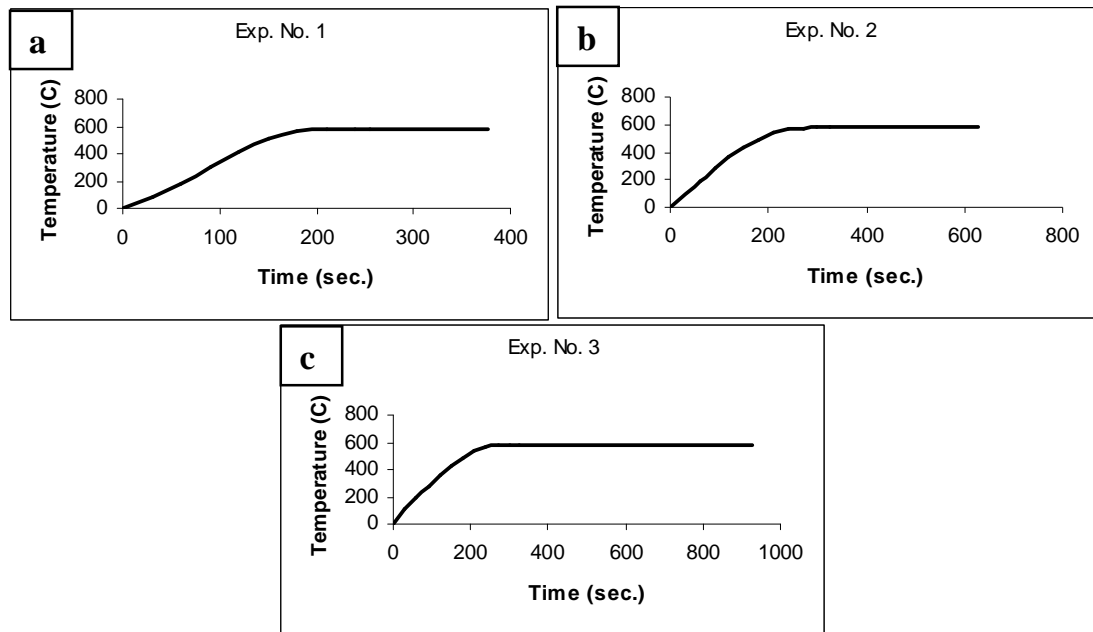 a
Exp. No. 1
Temperature (C)
800
600
400
200
0
0 100 200 300 400
Time (sec.)
b
Exp. No. 2
Temperature (C)
800
600
400
200
0
0 200 400 600 800
Time (sec.)
c
Exp. No. 3
Temperature (C)
800
600
400
200
0
0 200 400 600 800 1000
Time (sec.)